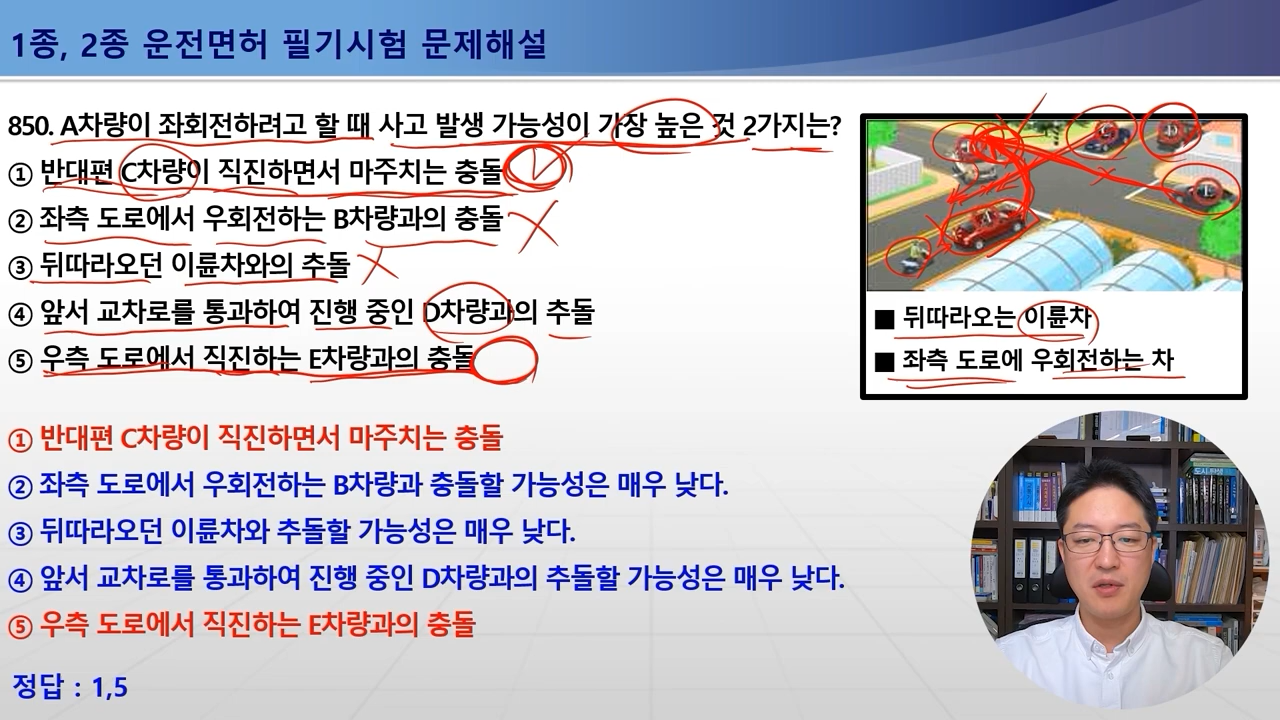 1종, 2종 운전면허 필기시험 문제해설
850. A차량이 좌회전하려고 할 때 사고 발생 가능성이 가장 높은 것 2가지는?
① 반대편 C차량이 직진하면서 마주치는 충돌
② 좌측 도로에서 우회전하는 B차량과의 충돌
③ 뒤따라오던 이륜차와의 추돌
④ 앞서 교차로를 통과하여 진행 중인 D차량과의 추돌
⑤ 우측 도로에서 직진하는 E차량과의 충돌
■ 뒤따라오는 이륜차
■ 좌측 도로에 우회전하는 차
① 반대편 C차량이 직진하면서 마주치는 충돌
② 좌측 도로에서 우회전하는 B차량과 충돌할 가능성은 매우 낮다.
③ 뒤따라오던 이륜차와 추돌할 가능성은 매우 낮다.
④ 앞서 교차로를 통과하여 진행 중인 D차량과의 추돌할 가능성은 매우 낮다.
⑤ 우측 도로에서 직진하는 E차량과의 충돌
정답 : 1,5